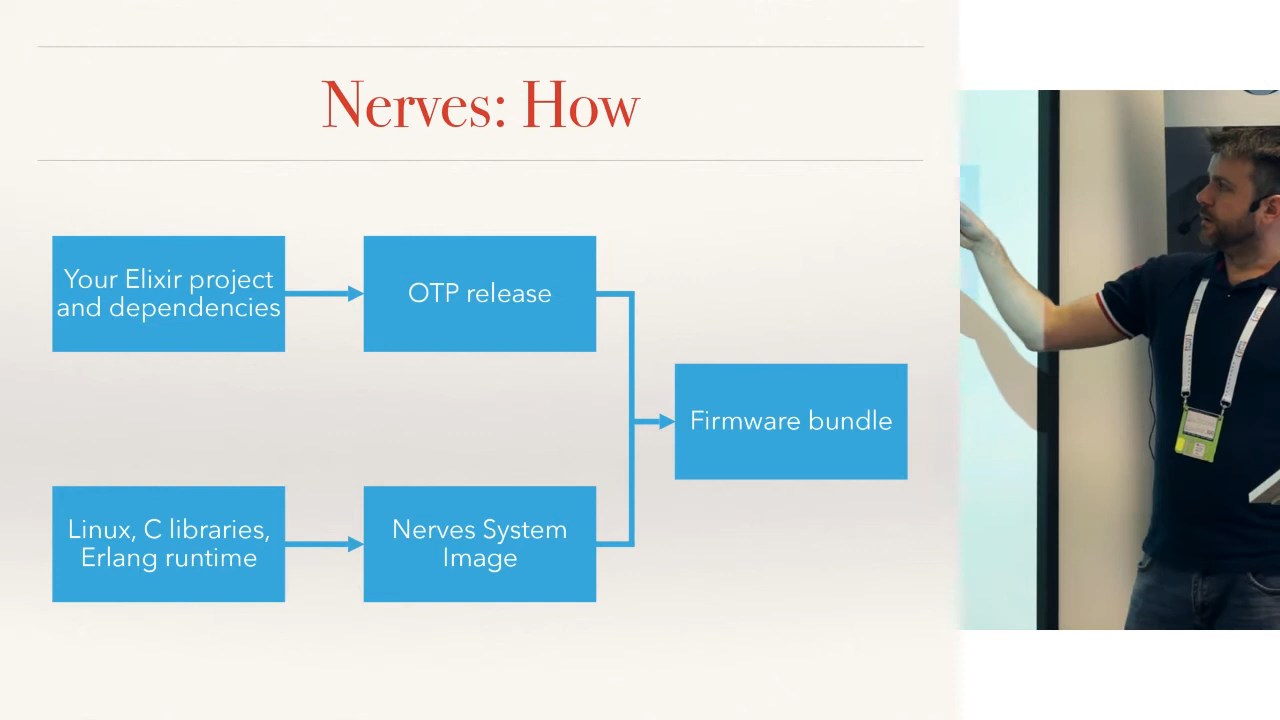 Nerves: How
Your Elixir project
and dependencies
OTP release
Firmware bundle
Linux, C libraries,
Erlang runtime
Nerves System
Image